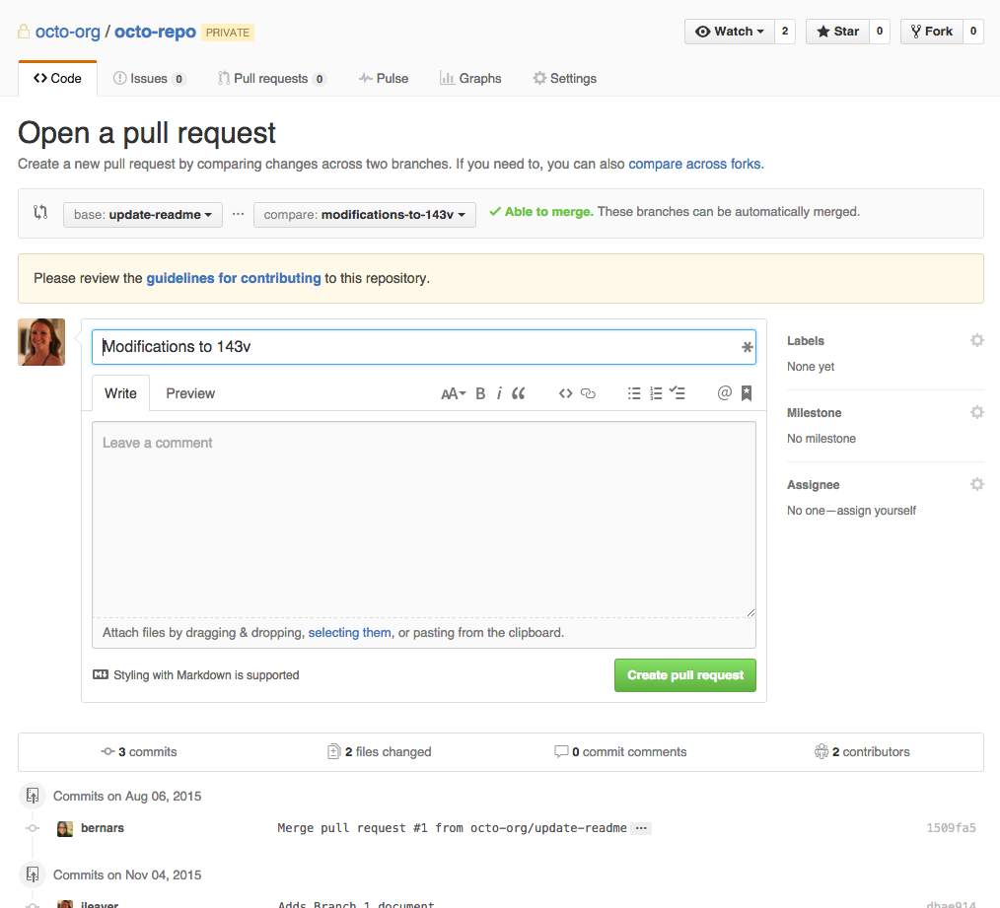 octo-org / octo-repo PRIVATE Watch 2 Star 0 Fork 0
Code Issues 0 Pull requests 0 Pulse Graphs Settings
Open a pull request
Create a new pull request by comparing changes across two branches. If you need to, you can also compare across forks.
base: update-readme ... compare: modifications-to-143v Able to merge. These branches can be automatically merged.
Please review the guidelines for contributing to this repository.
Modifications to 143v
Write Preview AA B i “ @
Leave a comment
Attach files by dragging & dropping, selecting them, or pasting from the clipboard.
Styling with Markdown is supported Create pull request
Labels
None yet
Milestone
No milestone
Assignee
No one—assign yourself
3 commits 2 files changed 0 commit comments 2 contributors
Commits on Aug 06, 2015
bernars Merge pull request #1 from octo-org/update-readme ... 1509fa5
Commits on Nov 04, 2015
jleaver Adds Branch 1 document dbae914